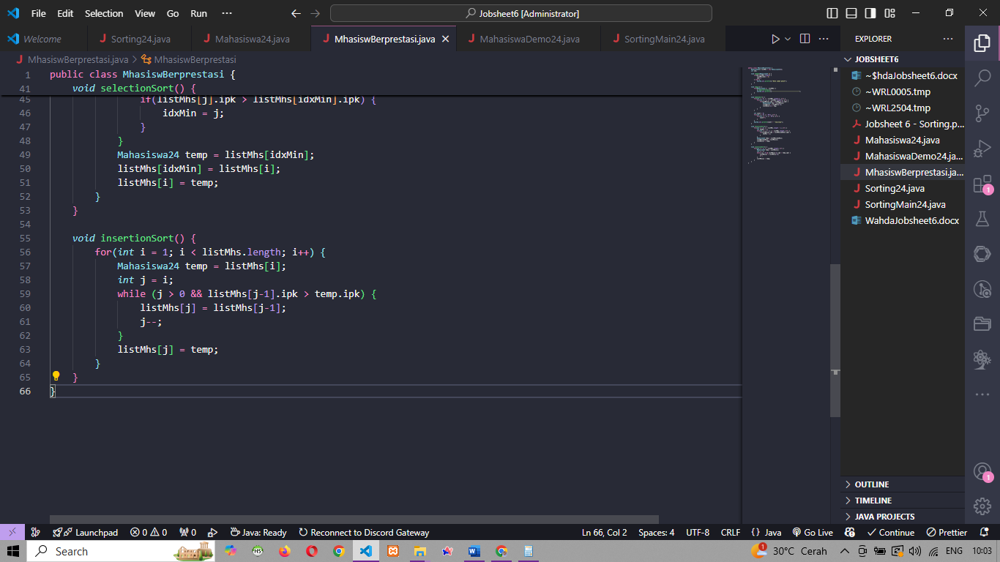 File Edit Selection View Go Run ··· Jobsheet6 [Administrator]
Welcome Sorting24.java Mahasiswa24.java MhasiswBerprestasi.java MahasiswaDemo24.java SortingMain24.java
MhasiswBerprestasi.java > MhasiswBerprestasi
1 public class MhasiswBerprestasi {
41 void selectionSort() {
45 if(listMhs[j].ipk > listMhs[idxMin].ipk) {
46 idxMin = j;
47 }
48 }
49 Mahasiswa24 temp = listMhs[idxMin];
50 listMhs[idxMin] = listMhs[i];
51 listMhs[i] = temp;
52 }
53 }
54
55 void insertionSort() {
56 for(int i = 1; i < listMhs.length; i++) {
57 Mahasiswa24 temp = listMhs[i];
58 int j = i;
59 while (j > 0 && listMhs[j-1].ipk > temp.ipk) {
60 listMhs[j] = listMhs[j-1];
61 j--;
62 }
63 listMhs[j] = temp;
64 }
65 }
66 }
EXPLORER
JOBSHEET6
~$hdaJobsheet6.docx
~WRL0005.tmp
~WRL2504.tmp
Jobsheet 6 - Sorting.p...
Mahasiswa24.java
MahasiswaDemo24.ja...
MhasiswBerprestasi.ja...
Sorting24.java
SortingMain24.java
WahdaJobsheet6.docx
1
1
OUTLINE
TIMELINE
JAVA PROJECTS
Launchpad 0 0 0 Java: Ready Reconnect to Discord Gateway Ln 66, Col 2 Spaces: 4 UTF-8 CRLF {} Java Go Live Continue Prettier
Search 1 30°C Cerah ENG 10:03